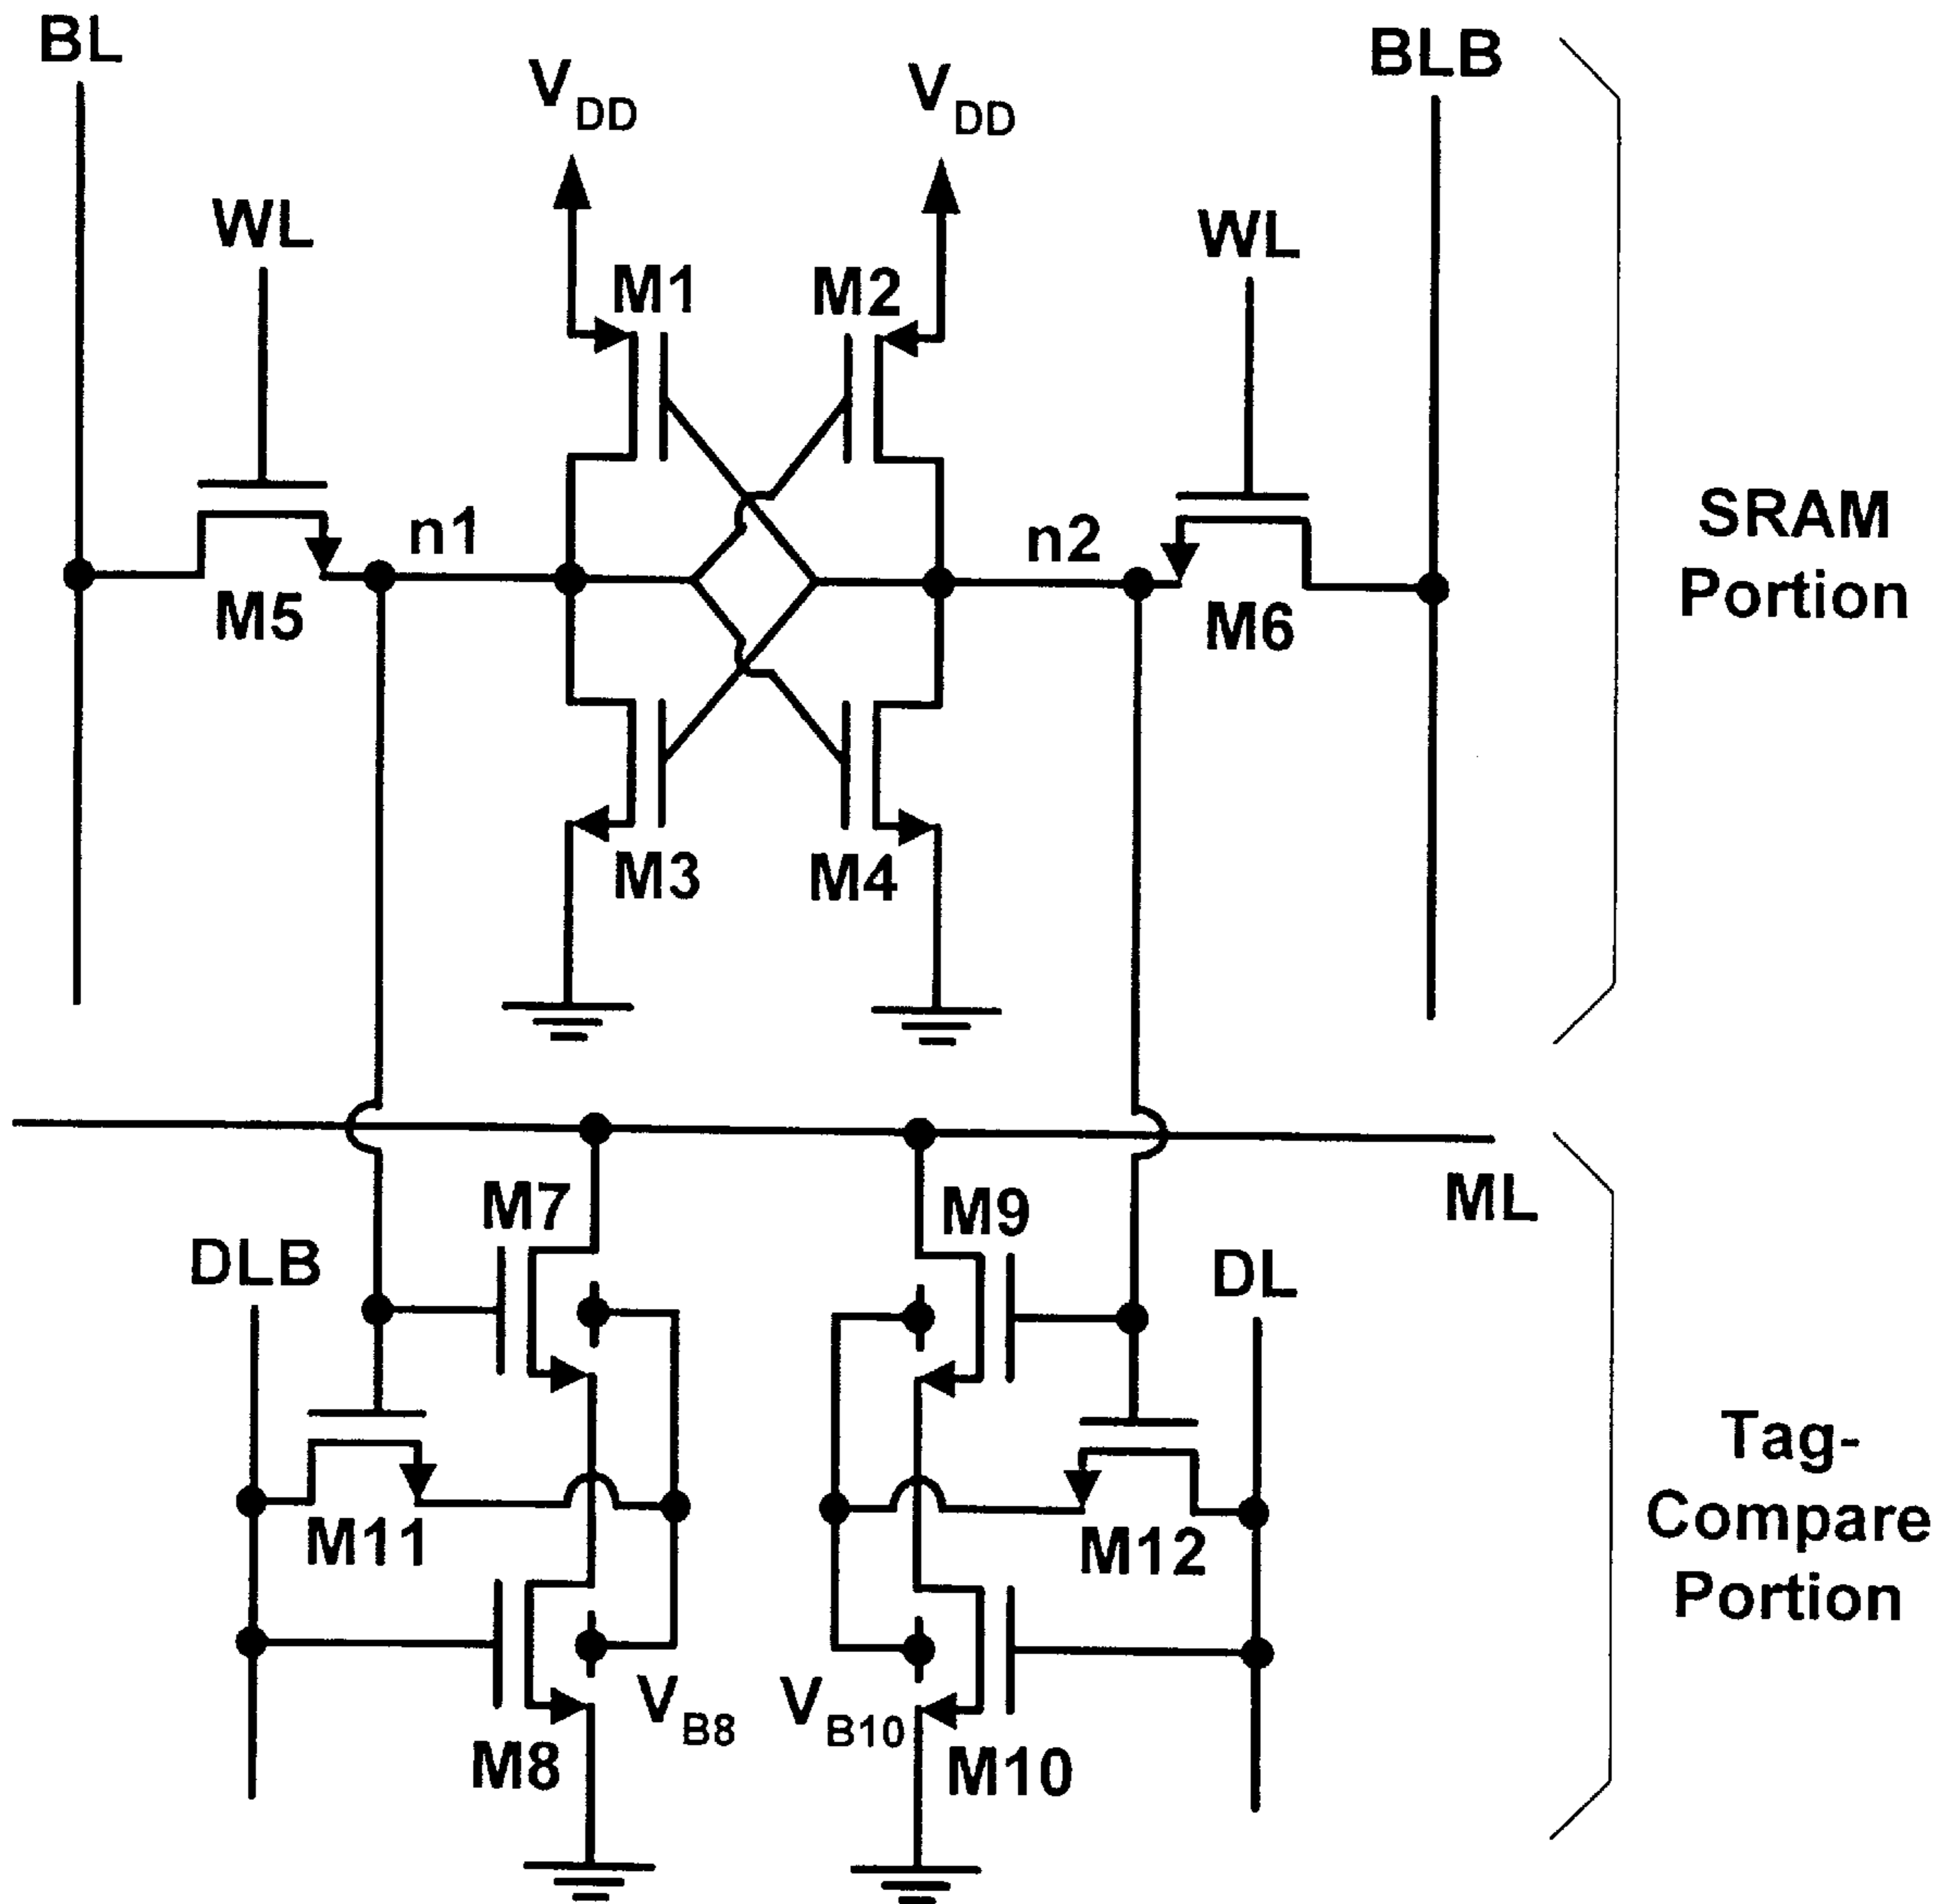 BL
BLB
VDD
VDD
WL
WL
M1
M2
n1
n2
SRAM
Portion
M5
M6
M3
M4
ML
M7
M9
DLB
DL
Tag-
Compare
Portion
M11
M12
VB8
VB10
M8
M10